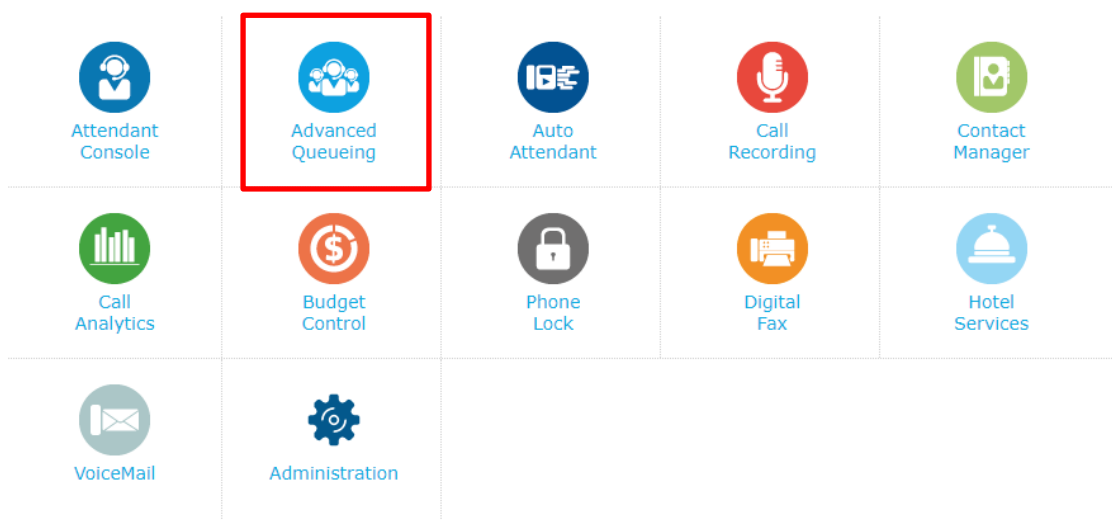 Attendant
Console
Advanced
Queueing
Auto
Attendant
Call
Recording
Contact
Manager
Call
Analytics
Budget
Control
Phone
Lock
Digital
Fax
Hotel
Services
VoiceMail
Administration